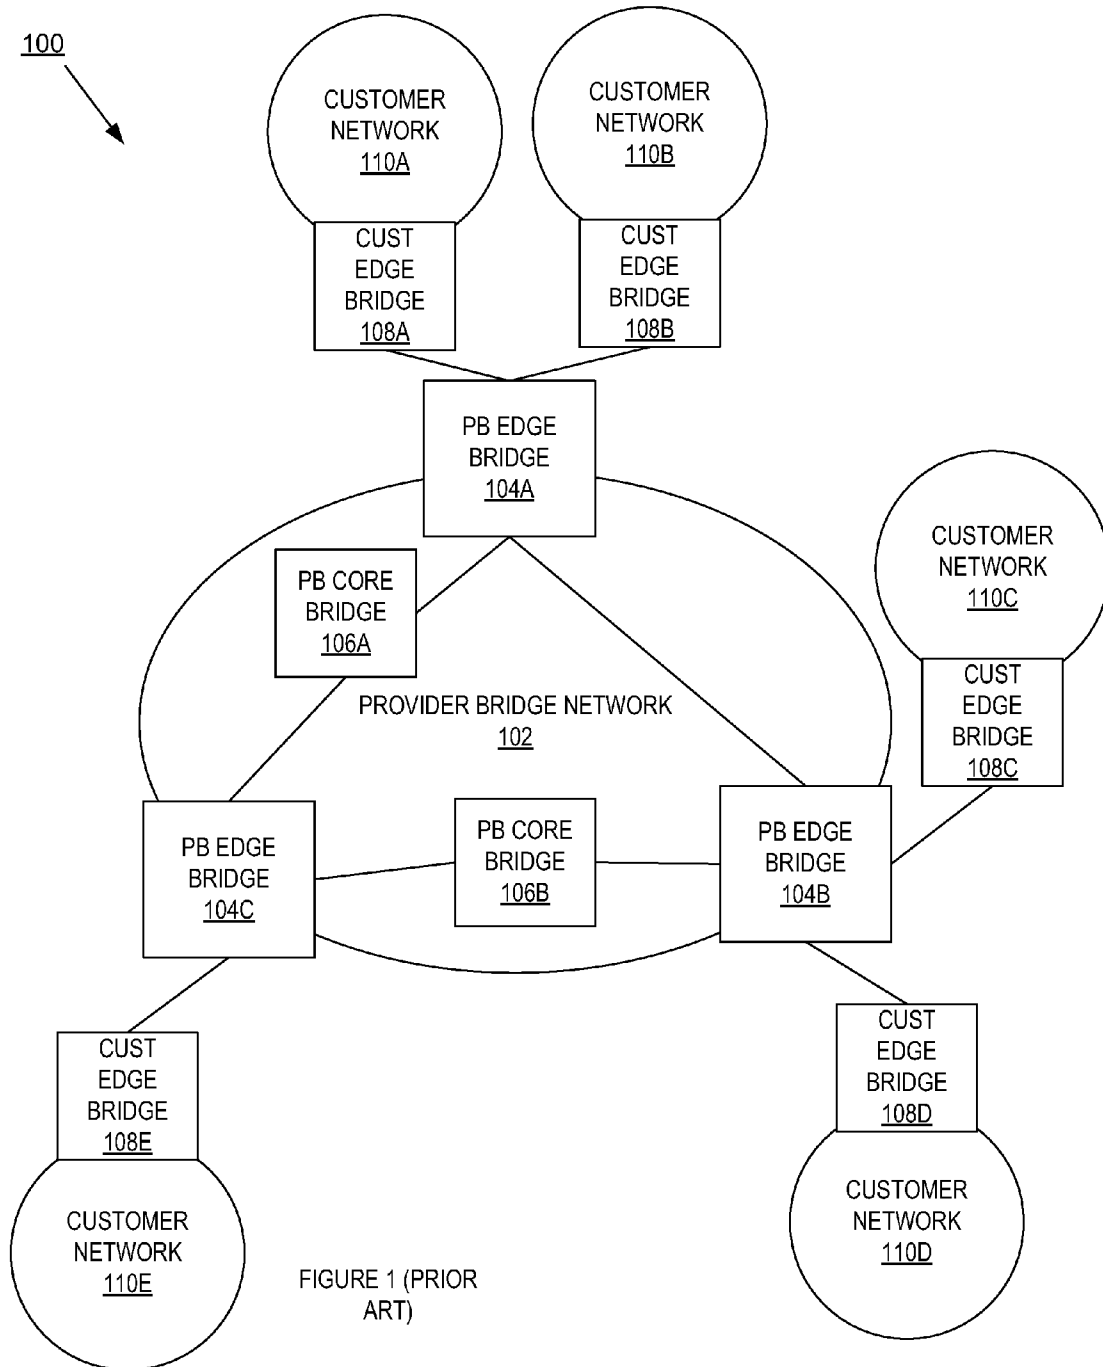 100
CUSTOMER
NETWORK
110A
CUSTOMER
NETWORK
110B
CUST
EDGE
BRIDGE
108A
CUST
EDGE
BRIDGE
108B
PB EDGE
BRIDGE
104A
CUSTOMER
NETWORK
110C
CUST
EDGE
BRIDGE
108C
PB CORE
BRIDGE
106A
PROVIDER BRIDGE NETWORK
102
PB EDGE
BRIDGE
104C
PB CORE
BRIDGE
106B
PB EDGE
BRIDGE
104B
CUST
EDGE
BRIDGE
108E
CUSTOMER
NETWORK
110E
CUST
EDGE
BRIDGE
108D
CUSTOMER
NETWORK
110D
FIGURE 1 (PRIOR
ART)